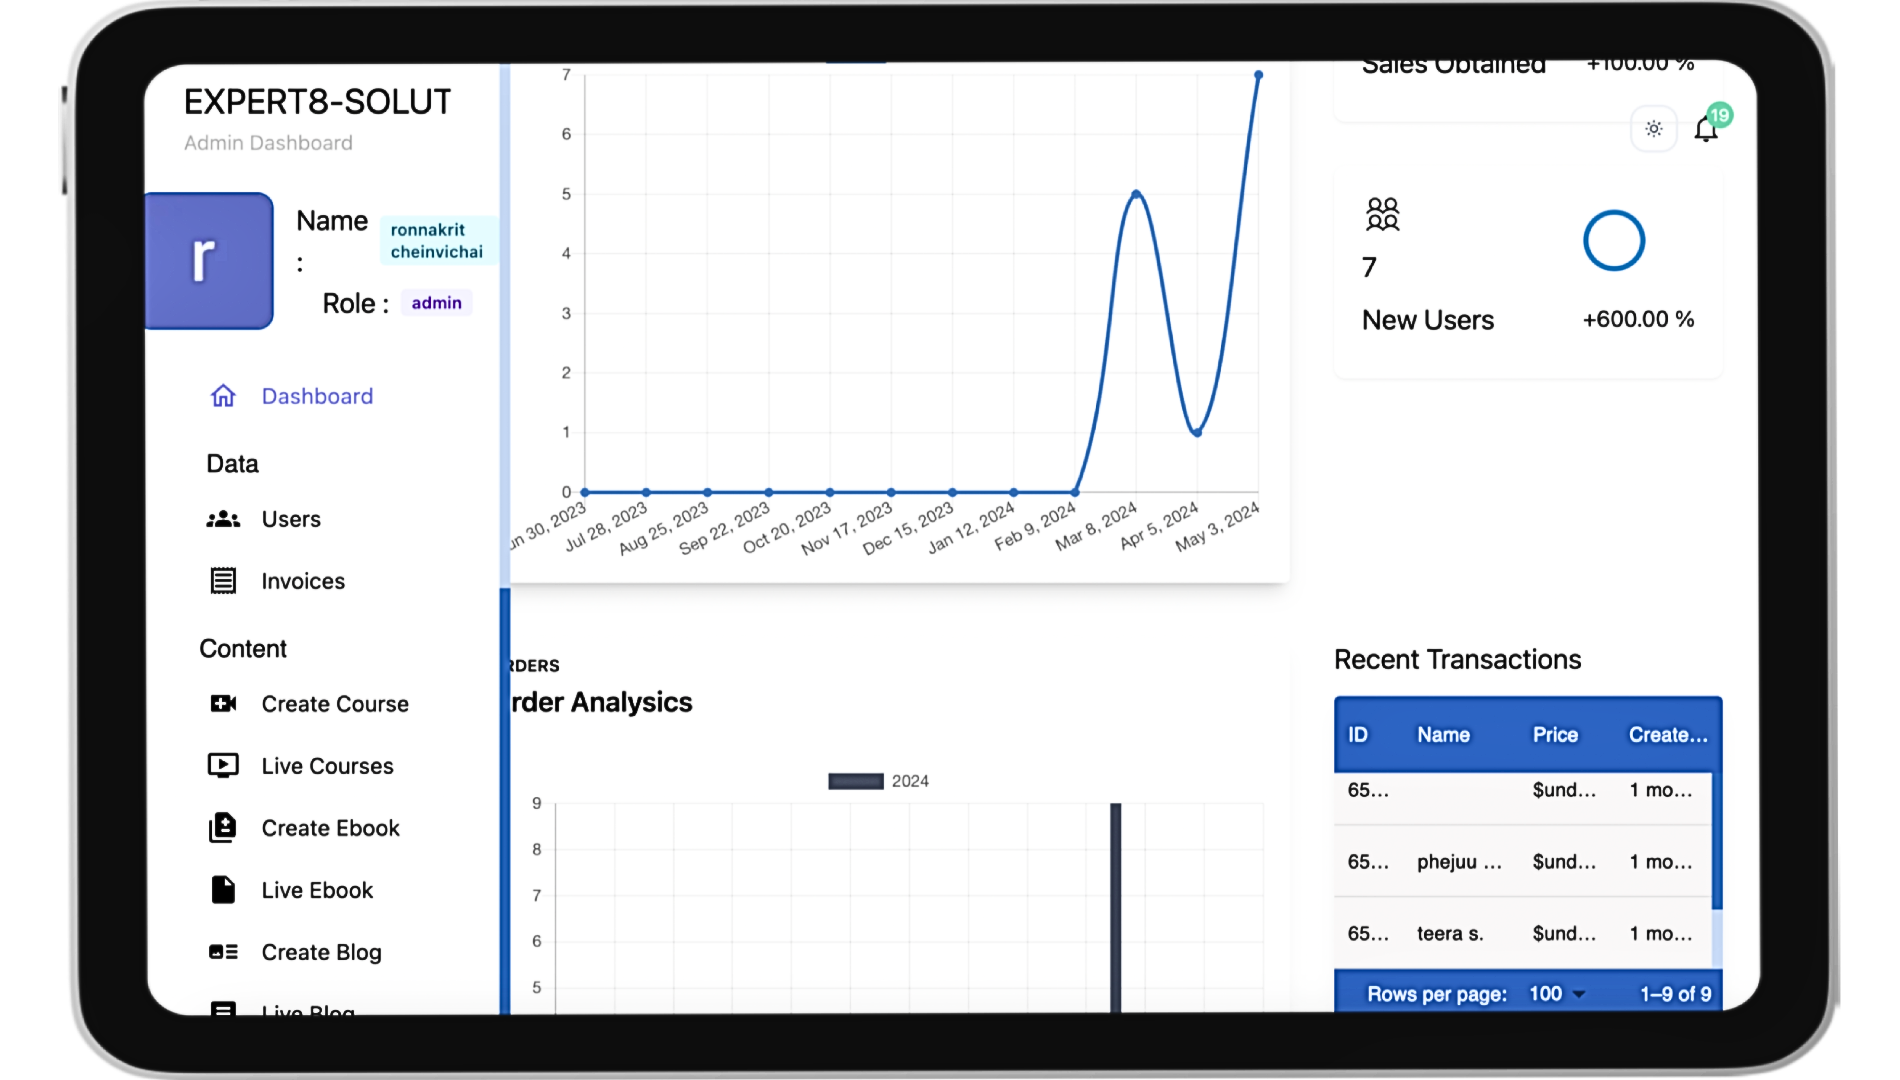 EXPERT8-SOLUT
Admin Dashboard
r
Name
:
ronnakrit
cheinvichai
Role :
admin
Dashboard
Data
Users
Invoices
Content
Create Course
Live Courses
Create Ebook
Live Ebook
Create Blog
Live Blog
7
6
5
4
3
2
1
0
un 30, 2023
Jul 28, 2023
Aug 25, 2023
Sep 22, 2023
Oct 20, 2023
Nov 17, 2023
Dec 15, 2023
Jan 12, 2024
Feb 9, 2024
Mar 8, 2024
Apr 5, 2024
May 3, 2024
RDERS
rder Analysics
2024
9
8
7
6
5
Sales Obtained +100.00 %
19
7
New Users +600.00 %
Recent Transactions
ID Name Price Create...
65... $und... 1 mo...
65... phejuu ... $und... 1 mo...
65... teera s. $und... 1 mo...
Rows per page: 100 1–9 of 9